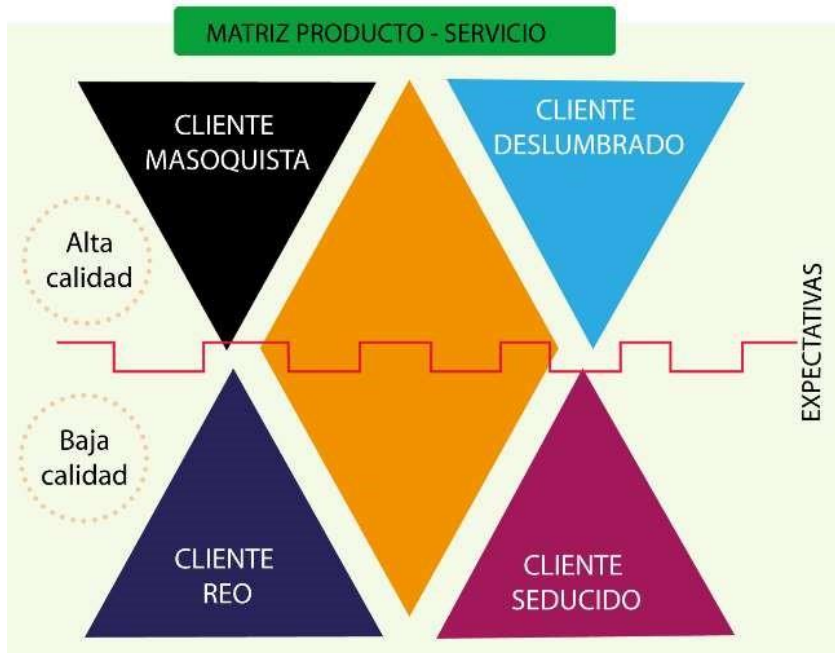 MATRIZ PRODUCTO - SERVICIO
CLIENTE
MASOQUISTA
CLIENTE
DESLUMBRADO
Alta
calidad
EXPECTATIVAS
Baja
calidad
CLIENTE
REO
CLIENTE
SEDUCIDO